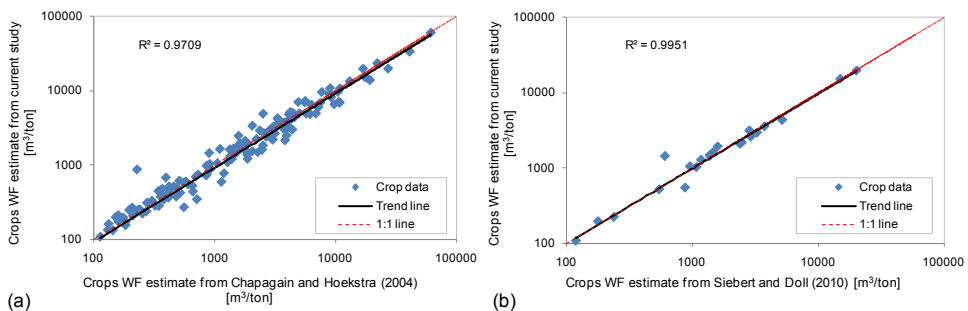 Crops WF estimate from current study
[m³/ton]
100000
10000
1000
100
R² = 0.9709
Crop data
Trend line
1:1 line
100
1000
10000
100000
Crops WF estimate from Chapagain and Hoekstra (2004)
[m³/ton]
(a)
Crops WF estimate from current study
[m³/ton]
100000
10000
1000
100
R² = 0.9951
Crop data
Trend line
1:1 line
100
1000
10000
100000
Crops WF estimate from Siebert and Doll (2010) [m³/ton]
(b)